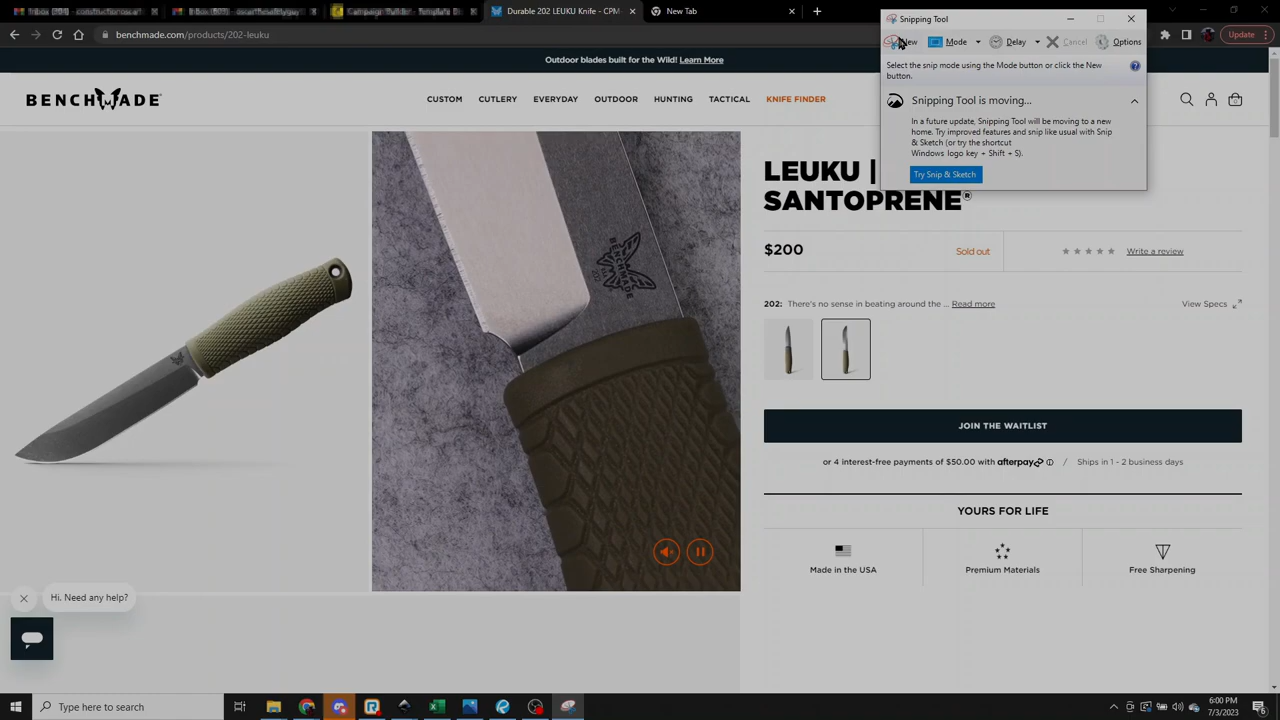 Durable 202 LEUKU Knife - PM-C
New Tab
benchmade.com/products/202-leuku
Update
Outdoor blades built for the Wild! Learn More
BENCHMADE
CUSTOM CUTLERY EVERYDAY OUTDOOR HUNTING TACTICAL KNIFE FINDER
0
Snipping Tool
New Mode Delay Cancel Options
Select the snip mode using the Mode button or click the New
button.
Snipping Tool is moving...
In a future update, Snipping Tool will be moving to a new
home. Try improved features and snip like usual with Snip
& Sketch (or try the shortcut
Windows logo key + Shift + S).
Try Snip & Sketch
LEUKU |
SANTOPRENE®
$200 Sold out Write a review
202: There's no sense in beating around the ... Read more View Specs
JOIN THE WAITLIST
or 4 interest-free payments of $50.00 with afterpay / Ships in 1 - 2 business days
YOURS FOR LIFE
Made in the USA Premium Materials Free Sharpening
BENCHMADE
Hi. Need any help?
Type here to search
6:00 PM
7/3/2023